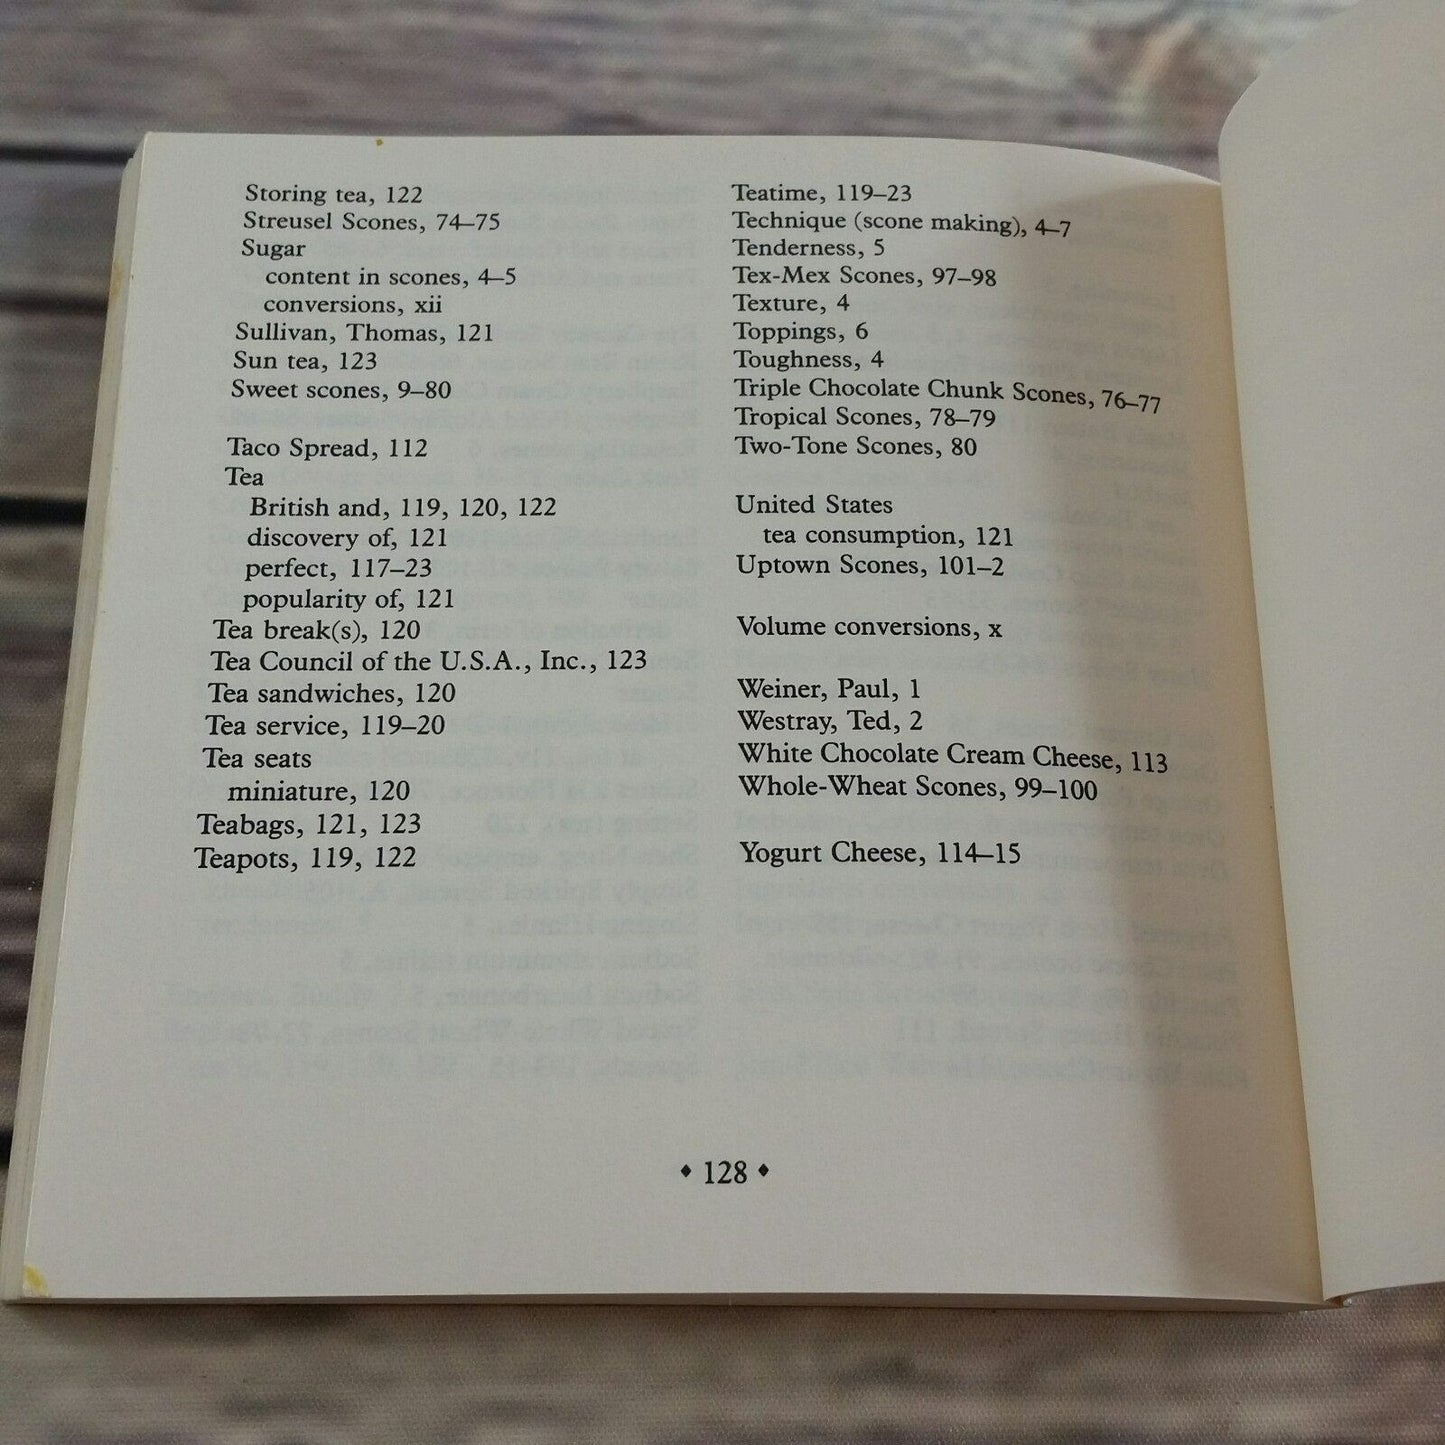 Storing tea, 122
Streusel Scones, 74–75
Sugar
content in scones, 4–5
conversions, xii
Sullivan, Thomas, 121
Sun tea, 123
Sweet scones, 9–80
Taco Spread, 112
Tea
British and, 119, 120, 122
discovery of, 121
perfect, 117–23
popularity of, 121
Tea break(s), 120
Tea Council of the U.S.A., Inc., 123
Tea sandwiches, 120
Tea service, 119–20
Tea seats
miniature, 120
Teabags, 121, 123
Teapots, 119, 122
Teatime, 119–23
Technique (scone making), 4–7
Tenderness, 5
Tex-Mex Scones, 97–98
Texture, 4
Toppings, 6
Toughness, 4
Triple Chocolate Chunk Scones, 76–77
Tropical Scones, 78–79
Two-Tone Scones, 80
United States
tea consumption, 121
Uptown Scones, 101–2
Volume conversions, x
Weiner, Paul, 1
Westray, Ted, 2
White Chocolate Cream Cheese, 113
Whole-Wheat Scones, 99–100
Yogurt Cheese, 114–15
♦ 128 ♦